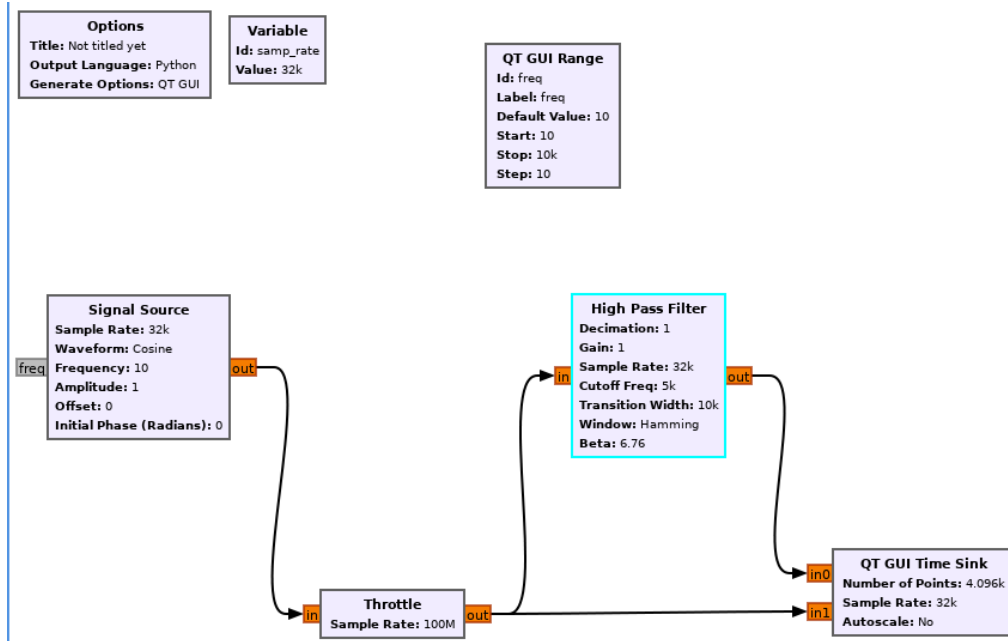 Options
Title: Not titled yet
Output Language: Python
Generate Options: QT GUI
Variable
Id: samp_rate
Value: 32k
QT GUI Range
Id: freq
Label: freq
Default Value: 10
Start: 10
Stop: 10k
Step: 10
Signal Source
Sample Rate: 32k
Waveform: Cosine
Frequency: 10
Amplitude: 1
Offset: 0
Initial Phase (Radians): 0
freq
out
High Pass Filter
Decimation: 1
Gain: 1
Sample Rate: 32k
Cutoff Freq: 5k
Transition Width: 10k
Window: Hamming
Beta: 6.76
in
out
Throttle
Sample Rate: 100M
in
out
QT GUI Time Sink
Number of Points: 4.096k
Sample Rate: 32k
Autoscale: No
in0
in1